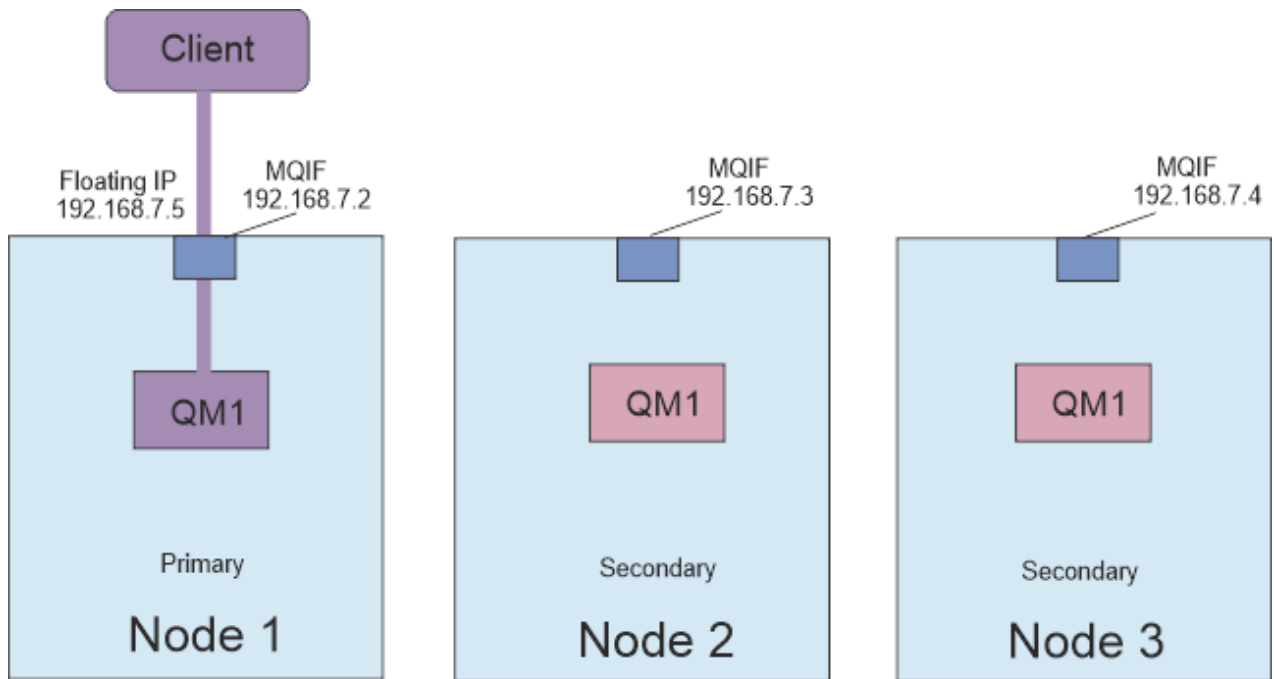 Client
Floating IP
192.168.7.5
MQIF
192.168.7.2
MQIF
192.168.7.3
MQIF
192.168.7.4
QM1
QM1
QM1
Primary
Secondary
Secondary
Node 1
Node 2
Node 3